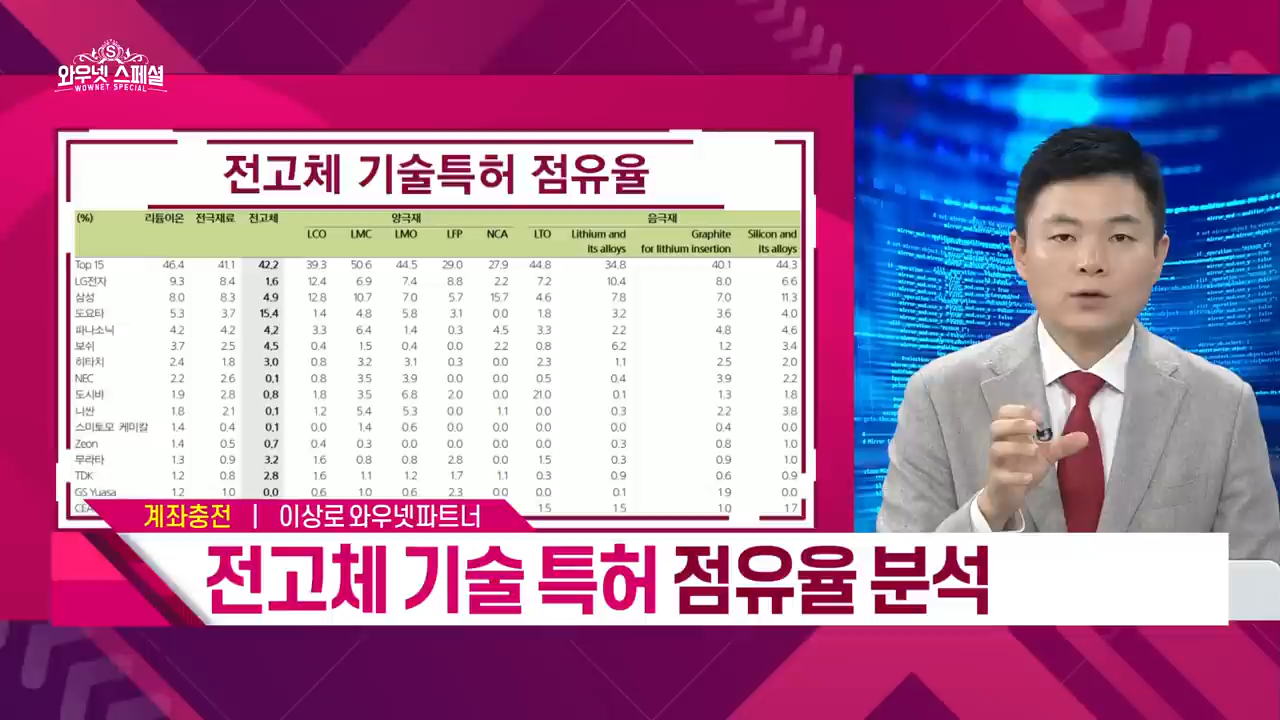 S
와우넷 스페셜
WOWNET SPECIAL
전고체 기술특허 점유율
(%) 리튬이온 전극재료 전고체 양극재 음극재
LCO LMC LMO LFP NCA LTO Lithium and its alloys Graphite for lithium insertion Silicon and Its alloys
Top 15 46.4 41.1 42.2 39.3 50.6 44.5 29.0 27.9 44.8 34.8 40.1 44.3
LG전자 9.3 8.4 1.6 12.4 6.9 7.4 8.8 2.2 7.2 10.4 8.0 6.6
삼성 8.0 8.3 4.9 12.8 10.7 7.0 5.7 15.7 4.6 7.8 7.0 11.3
도요타 5.3 3.7 15.4 1.4 4.8 5.8 3.1 0.0 1.8 3.2 3.6 4.0
파나소닉 4.2 4.2 4.2 3.3 6.4 1.4 0.3 4.5 3.3 2.2 4.8 4.6
보쉬 3.7 2.5 4.5 0.4 1.5 0.4 0.0 2.2 0.8 6.2 1.2 3.4
히타치 2.4 1.8 3.0 0.8 3.2 3.1 0.3 0.0 2.3 1.1 2.5 2.0
NEC 2.2 2.6 0.1 0.8 3.5 3.9 0.0 0.0 0.5 0.4 3.9 2.2
도시바 1.9 2.8 0.8 1.8 3.5 6.8 2.0 0.0 21.0 0.1 1.3 1.8
나싼 1.8 2.1 0.1 1.2 5.4 5.3 0.0 1.1 0.0 0.3 2.2 3.8
스미토모 케미칼 1.4 0.4 0.1 0.0 1.4 0.6 0.0 0.0 0.0 0.0 0.4 0.0
Zeon 1.4 0.5 0.7 0.4 0.3 0.0 0.0 0.0 0.0 0.3 0.8 1.0
무라타 1.3 0.9 3.2 1.6 0.8 0.8 2.8 0.0 1.5 0.3 0.9 1.0
TDK 1.2 0.8 2.8 1.6 1.1 1.2 1.7 1.1 0.3 0.9 0.6 0.9
GS Yuasa 1.2 1.0 0.0 0.6 1.0 0.6 2.3 0.0 0.0 0.1 1.9 0.0
1.5 1.5 1.0 1.7
계좌충전 | 이상로 와우넷파트너
전고체 기술 특허 점유율 분석